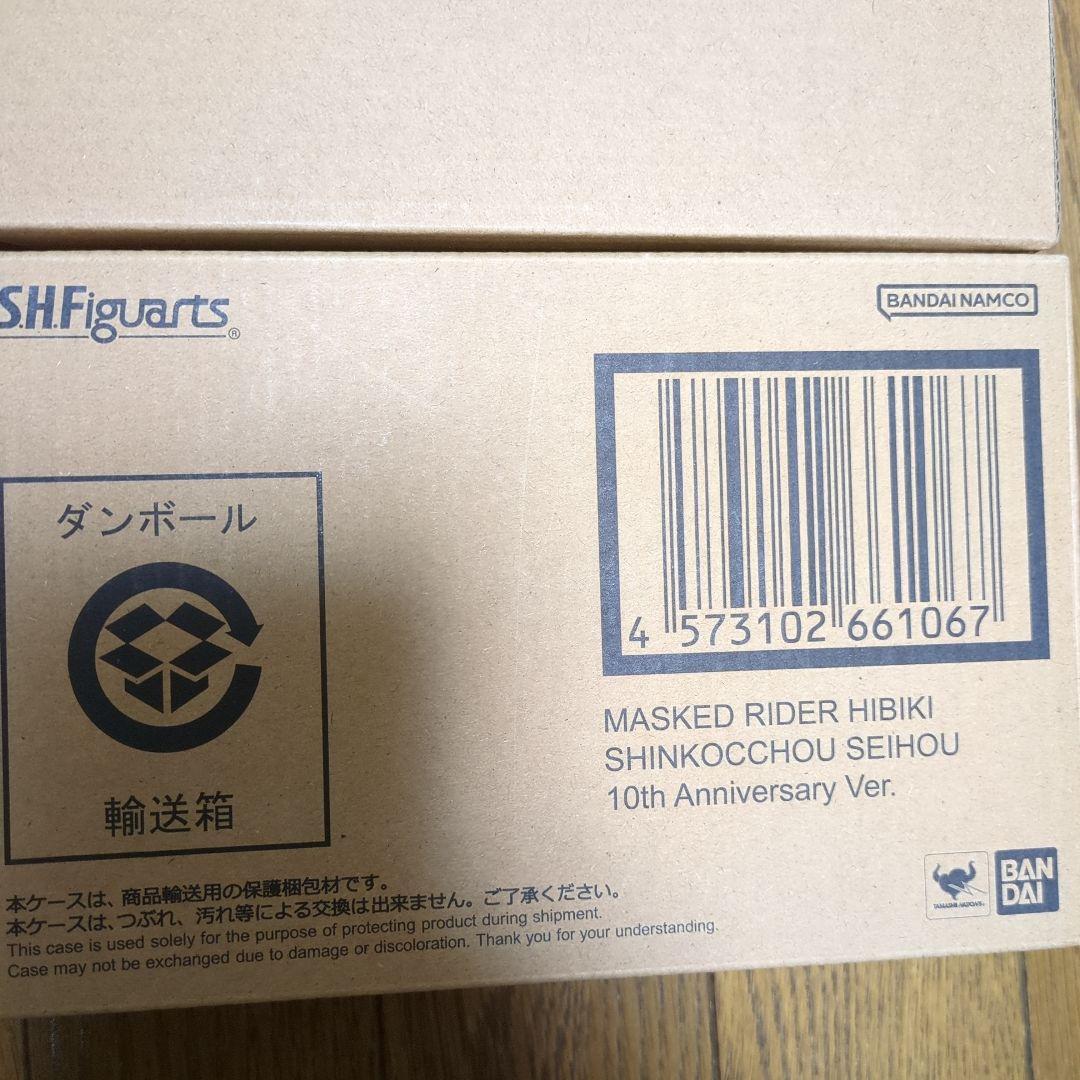 S.H.Figuarts®
BANDAI NAMCO
4 573102 661067
MASKED RIDER HIBIKI
SHINKOCCHOU SEIHOU
10th Anniversary Ver.
ダンボール
輸送箱
TAMASHII NATIONS
BAN
DAI
本ケースは、商品輸送用の保護梱包材です。
本ケースは、つぶれ、汚れ等による交換は出来ません。ご了承ください。
This case is used solely for the purpose of protecting product during shipment.
Case may not be exchanged due to damage or discoloration. Thank you for your understanding.